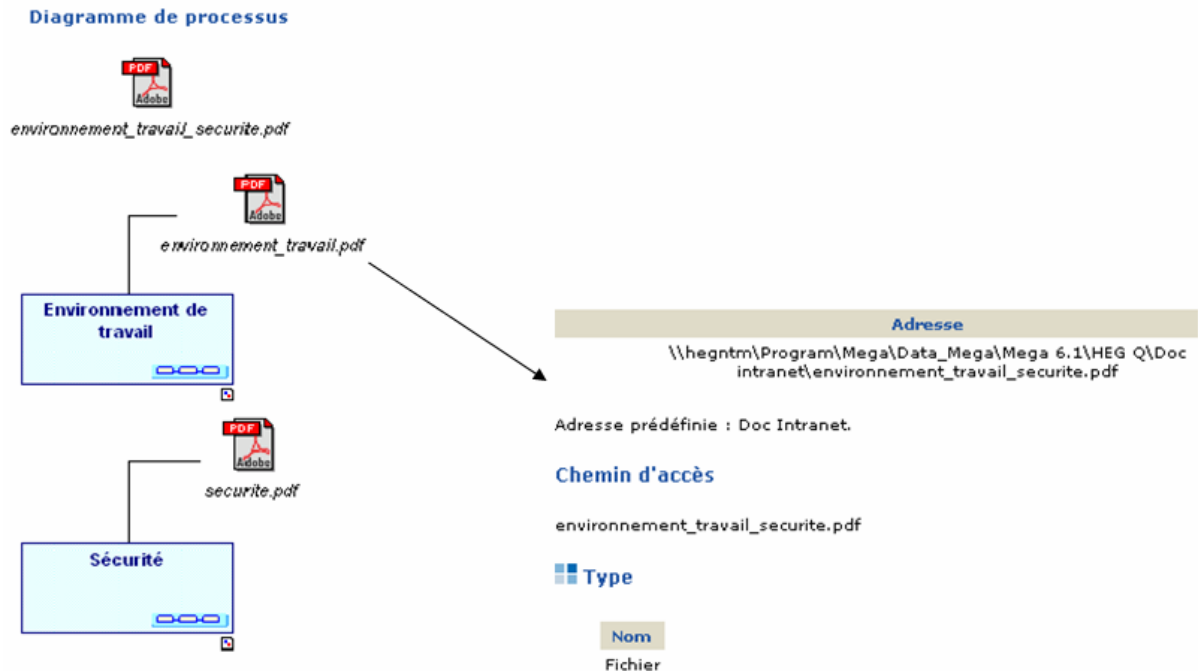 Diagramme de processus
PDF
Adobe
environnement_travail_securite.pdf
PDF
Adobe
environnement_travail.pdf
Environnement de
travail
PDF
Adobe
securite.pdf
Sécurité
Adresse
\\hegntm\Program\Mega\Data_Mega\Mega 6.1\HEG Q\Doc
intranet\environnement_travail_securite.pdf
Adresse prédéfinie : Doc Intranet.
Chemin d'accès
environnement_travail_securite.pdf
Type
Nom
Fichier